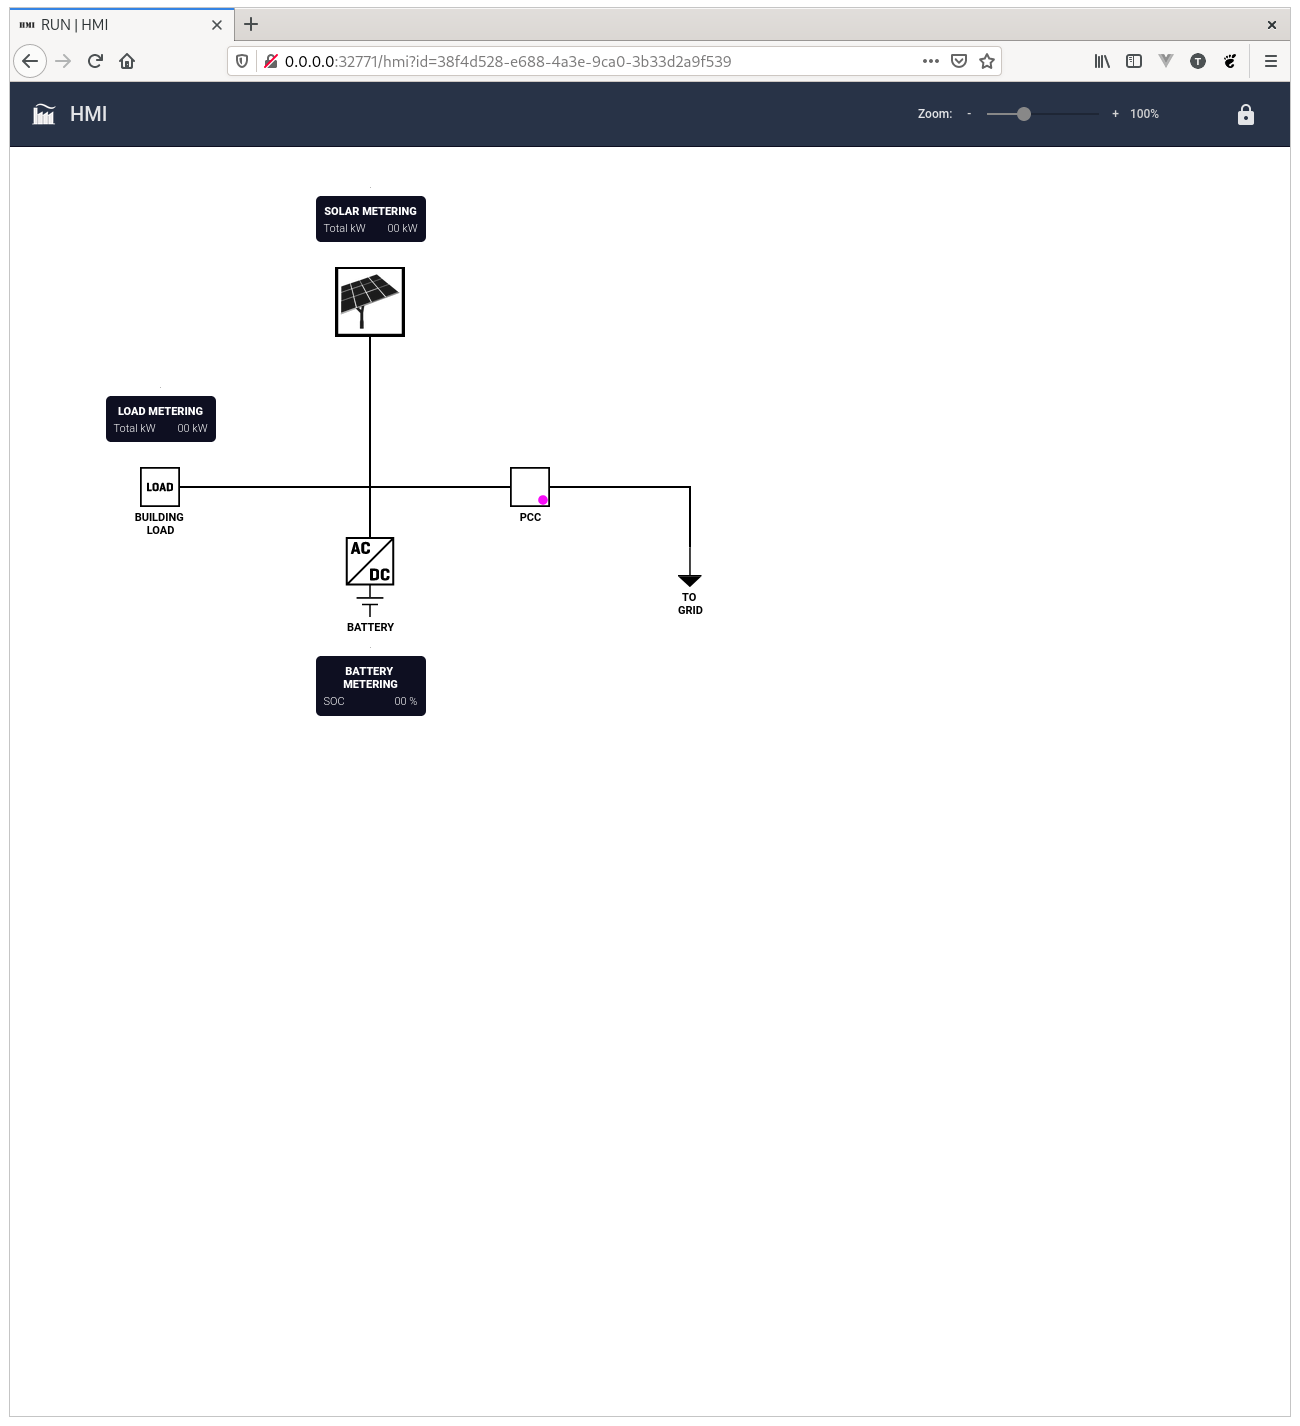 RUN | HMI
0.0.0.0:32771/hmi?id=38f4d528-e688-4a3e-9ca0-3b33d2a9f539
HMI
Zoom: - + 100%
SOLAR METERING
Total kW 00 kW
LOAD METERING
Total kW 00 kW
LOAD
BUILDING
LOAD
PCC
AC
DC
BATTERY
TO
GRID
BATTERY
METERING
SOC 00 %